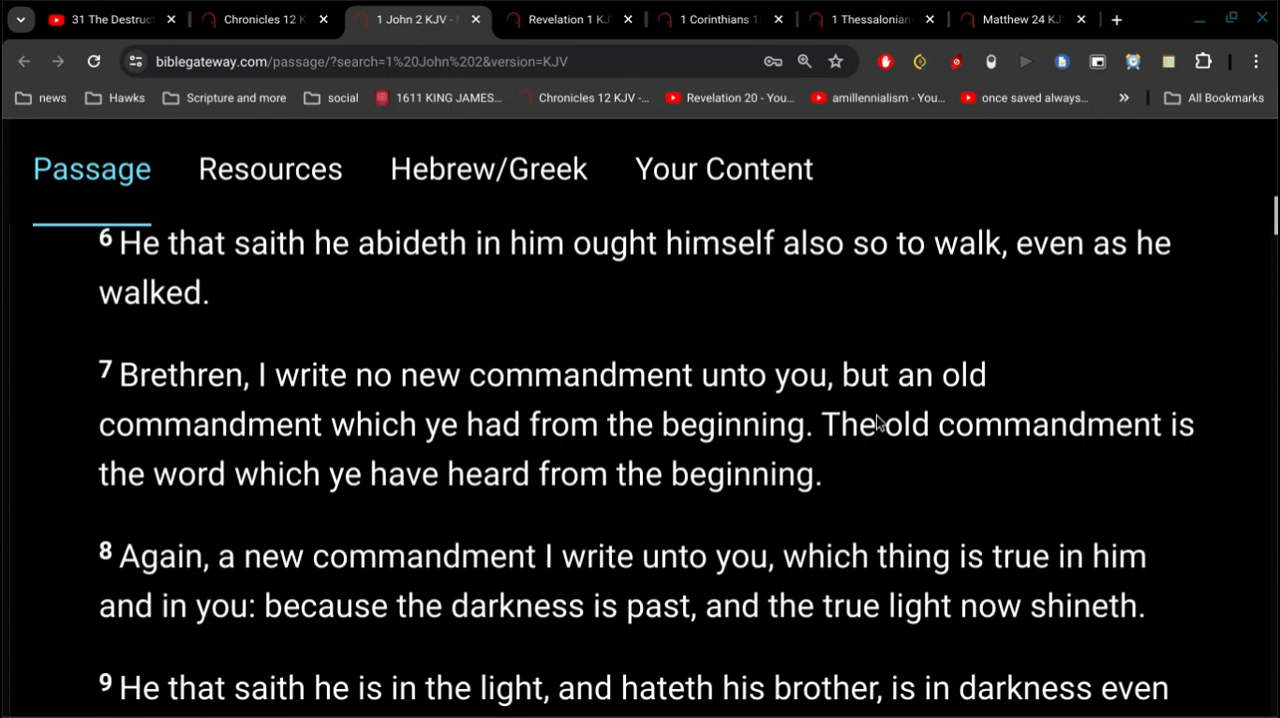 31 The Destruct
Chronicles 12 K
1 John 2 KJV -
Revelation 1 KJ
1 Corinthians 1
1 Thessalonian
Matthew 24 KJ
biblegateway.com/passage/?search=1%20John%202&version=KJV
news
Hawks
Scripture and more
social
1611 KING JAMES...
Chronicles 12 KJV -...
Revelation 20 - You...
amillennialism - You...
once saved always...
»
All Bookmarks
Passage
Resources
Hebrew/Greek
Your Content
6 He that saith he abideth in him ought himself also so to walk, even as he
walked.
7 Brethren, I write no new commandment unto you, but an old
commandment which ye had from the beginning. The old commandment is
the word which ye have heard from the beginning.
8 Again, a new commandment I write unto you, which thing is true in him
and in you: because the darkness is past, and the true light now shineth.
9 He that saith he is in the light, and hateth his brother, is in darkness even